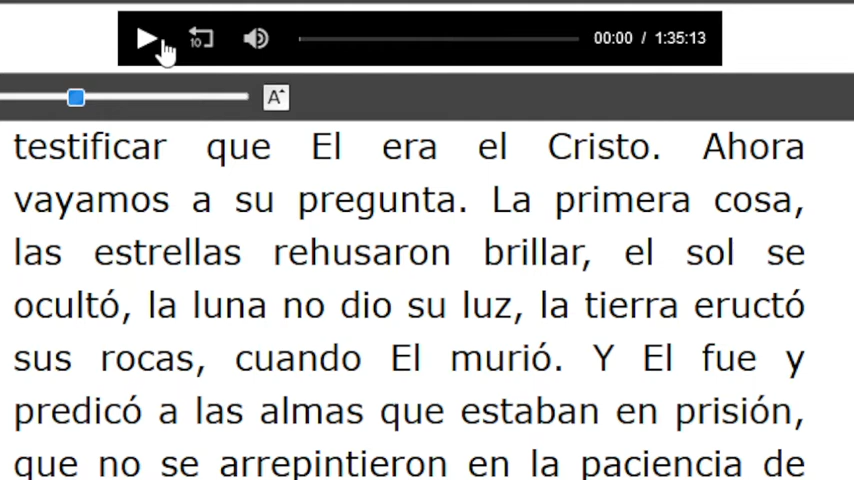 10
00:00 / 1:35:13
A
testificar que El era el Cristo. Ahora
vayamos a su pregunta. La primera cosa,
las estrellas rehusaron brillar, el sol se
ocultó, la luna no dio su luz, la tierra eructó
sus rocas, cuando El murió. Y El fue y
predicó a las almas que estaban en prisión,
que no se arrepintieron en la paciencia de